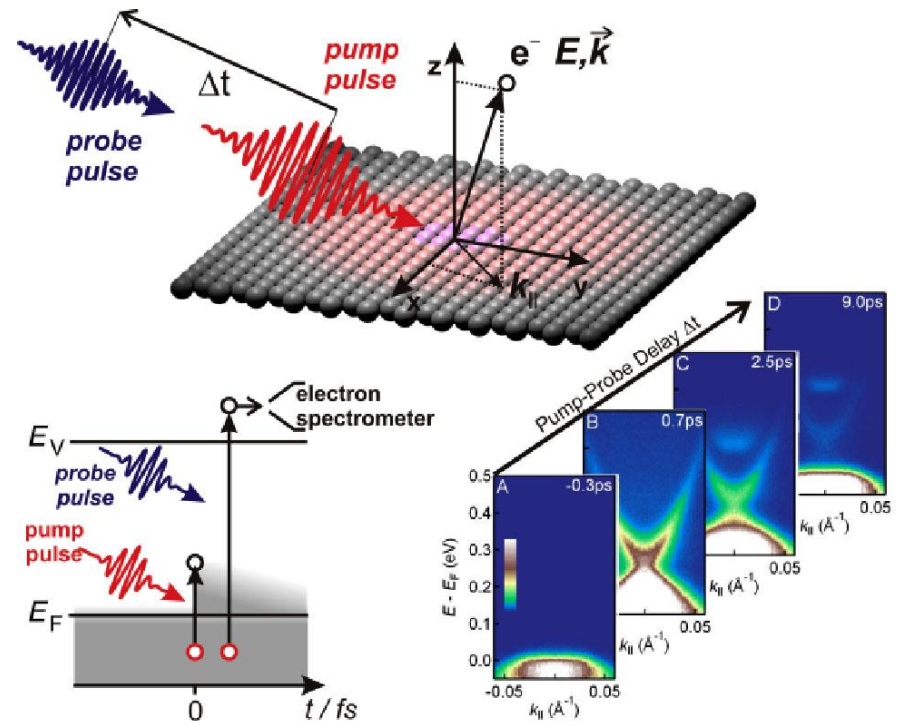 pump
pulse
e⁻ E, k⃗
z
Δt
probe
pulse
x
k||
y
D
9.0ps
Pump-Probe Delay Δt
C
2.5ps
B
0.7ps
A
-0.3ps
electron
spectrometer
E_V
probe
pulse
pump
pulse
E_F
0
t / fs
E - E_F (eV)
0.5
0.4
0.3
0.2
0.1
0.0
-0.05
0.05
k|| (Å⁻¹)
0.05
k|| (Å⁻¹)
0.05
k|| (Å⁻¹)
0.05
k|| (Å⁻¹)